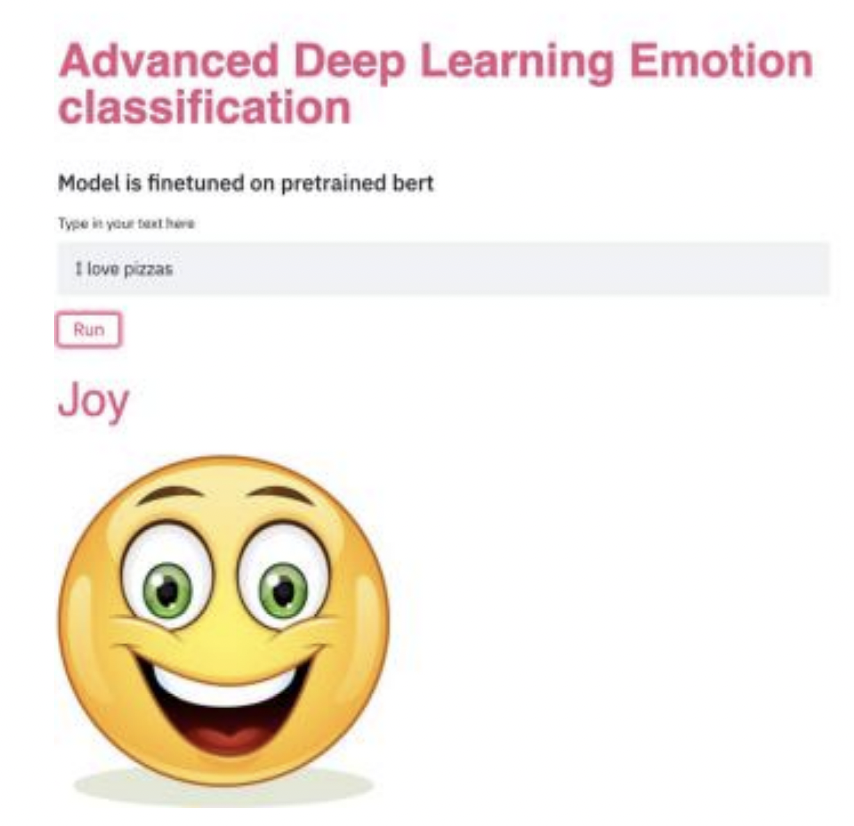 Advanced Deep Learning Emotion
classification
Model is finetuned on pretrained bert
Type in your text here
I love pizzas
Run
Joy